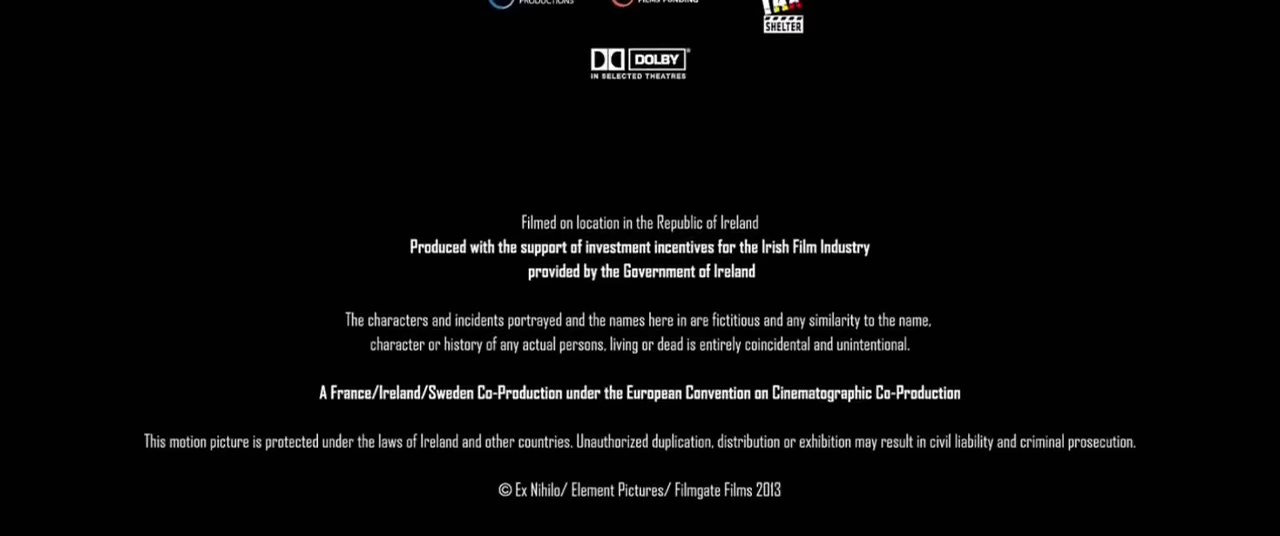 PRODUCTIONS
FILMS FUNDING
TAX
SHELTER
DOLBY
IN SELECTED THEATRES
Filmed on location in the Republic of Ireland
Produced with the support of investment incentives for the Irish Film Industry
provided by the Government of Ireland
The characters and incidents portrayed and the names here in are fictitious and any similarity to the name,
character or history of any actual persons, living or dead is entirely coincidental and unintentional.
A France/Ireland/Sweden Co-Production under the European Convention on Cinematographic Co-Production
This motion picture is protected under the laws of Ireland and other countries. Unauthorized duplication, distribution or exhibition may result in civil liability and criminal prosecution.
© Ex Nihilo/ Element Pictures/ Filmgate Films 2013